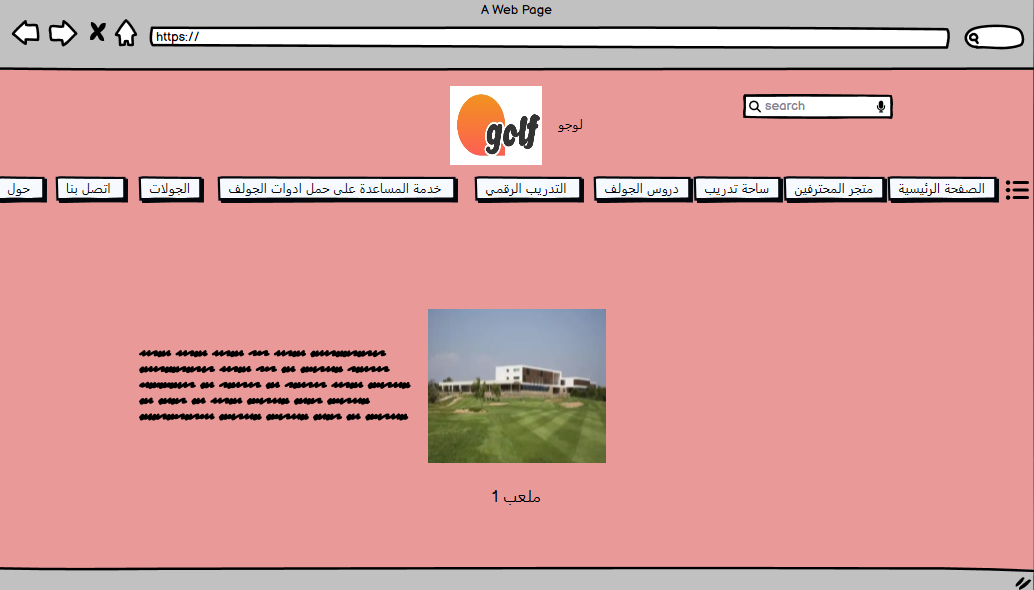 A Web Page
https://
search
golf
لوجو
الصفحة الرئيسية
متجر المحترفين
ساحة تدريب
دروس الجولف
التدريب الرقمي
خدمة المساعدة على حمل ادوات الجولف
الجولات
اتصل بنا
حول
ملعب 1